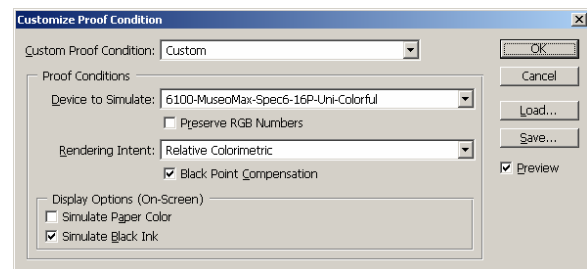 Customize Proof Condition
Custom Proof Condition: Custom
OK
Proof Conditions
Cancel
Device to Simulate: 6100-MuseoMax-Spec6-16P-Uni-Colorful
Load...
Preserve RGB Numbers
Save...
Rendering Intent: Relative Colorimetric
Preview
Black Point Compensation
Display Options (On-Screen)
Simulate Paper Color
Simulate Black Ink